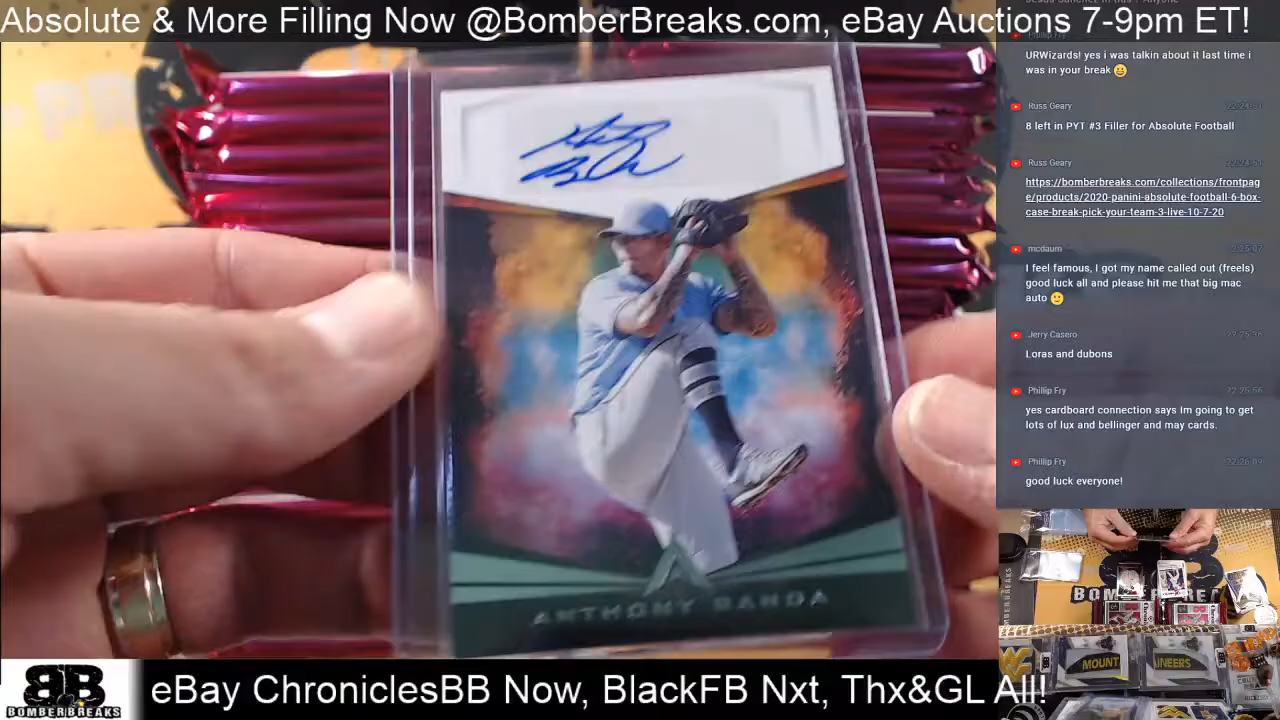 Absolute & More Filling Now @BomberBreaks.com, eBay Auctions 7-9pm ET!
URWizards! yes i was talkin about it last time i
was in your break 😀
Russ Geary
8 left in PYT #3 Filler for Absolute Football
Russ Geary
https://bomberbreaks.com/collections/frontpag
e/products/2020-panini-absolute-football-6-box-
case-break-pick-your-team-3-live-10-7-20
mcdaum
I feel famous, I got my name called out (freels)
good luck all and please hit me that big mac
auto 🙂
Jerry Casero
Loras and dubons
Phillip Fry
yes cardboard connection says Im going to get
lots of lux and bellinger and may cards.
Phillip Fry
good luck everyone!
ANTHONY BANDA
MOUNT
AINEERS
BB
BOMBERBREAKS
eBay ChroniclesBB Now, BlackFB Nxt, Thx&GL All!